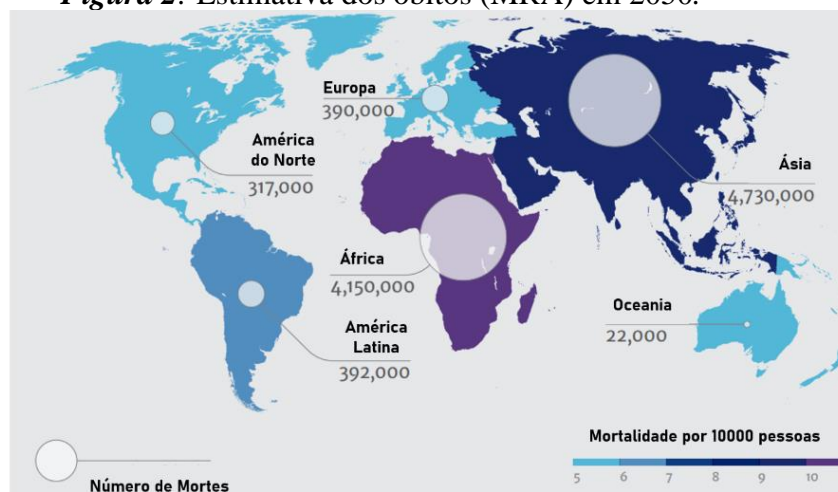 Figura 2: Estimativa dos óbitos (MRA) em 2050.
Europa
390,000
América
do Norte
317,000
Ásia
4,730,000
África
4,150,000
Oceania
22,000
América
Latina
392,000
Mortalidade por 10000 pessoas
5 6 7 8 9 10
Número de Mortes